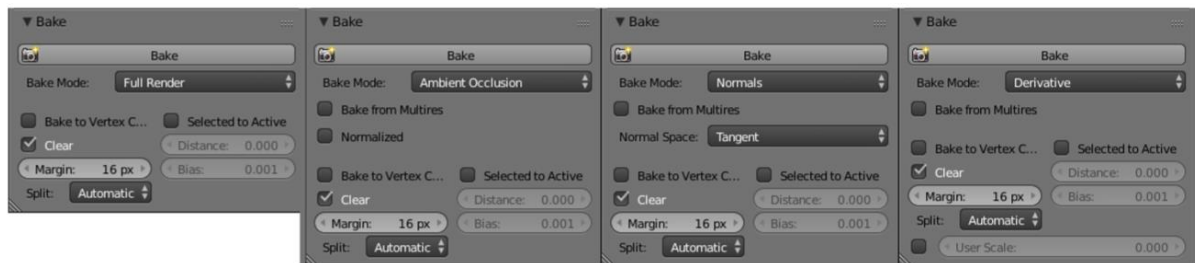 Bake
Bake
Bake Mode: Full Render
Bake to Vertex C... Selected to Active
Clear Distance: 0.000
Margin: 16 px Bias: 0.001
Split: Automatic
Bake
Bake
Bake Mode: Ambient Occlusion
Bake from Multires
Normalized
Bake to Vertex C... Selected to Active
Clear Distance: 0.000
Margin: 16 px Bias: 0.001
Split: Automatic
Bake
Bake
Bake Mode: Normals
Bake from Multires
Normal Space: Tangent
Bake to Vertex C... Selected to Active
Clear Distance: 0.000
Margin: 16 px Bias: 0.001
Split: Automatic
Bake
Bake
Bake Mode: Derivative
Bake from Multires
Bake to Vertex C... Selected to Active
Clear Distance: 0.000
Margin: 16 px Bias: 0.001
Split: Automatic
User Scale: 0.000